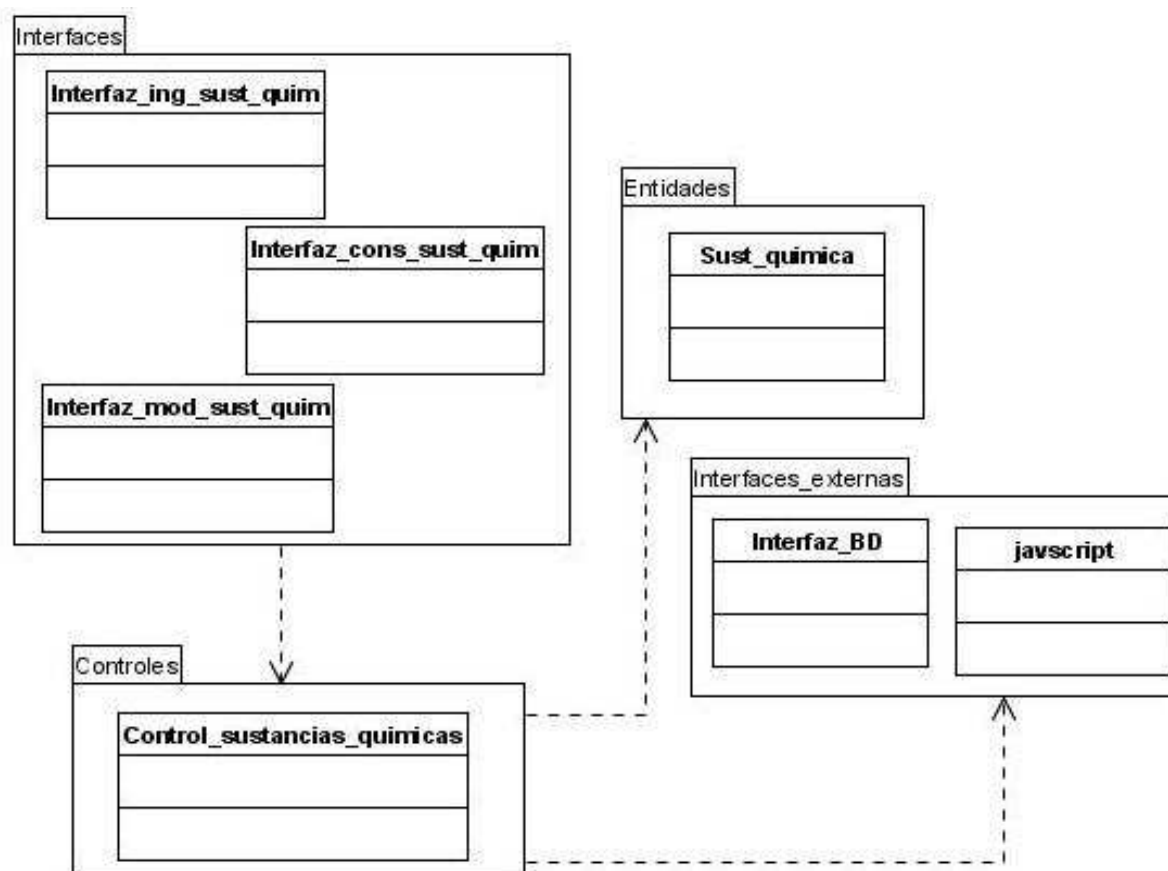 Interfaces
Interfaz_ing_sust_quim
Interfaz_cons_sust_quim
Interfaz_mod_sust_quim
Entidades
Sust_quimica
Interfaces_externas
Interfaz_BD
javscript
Controles
Control_sustancias_quimicas